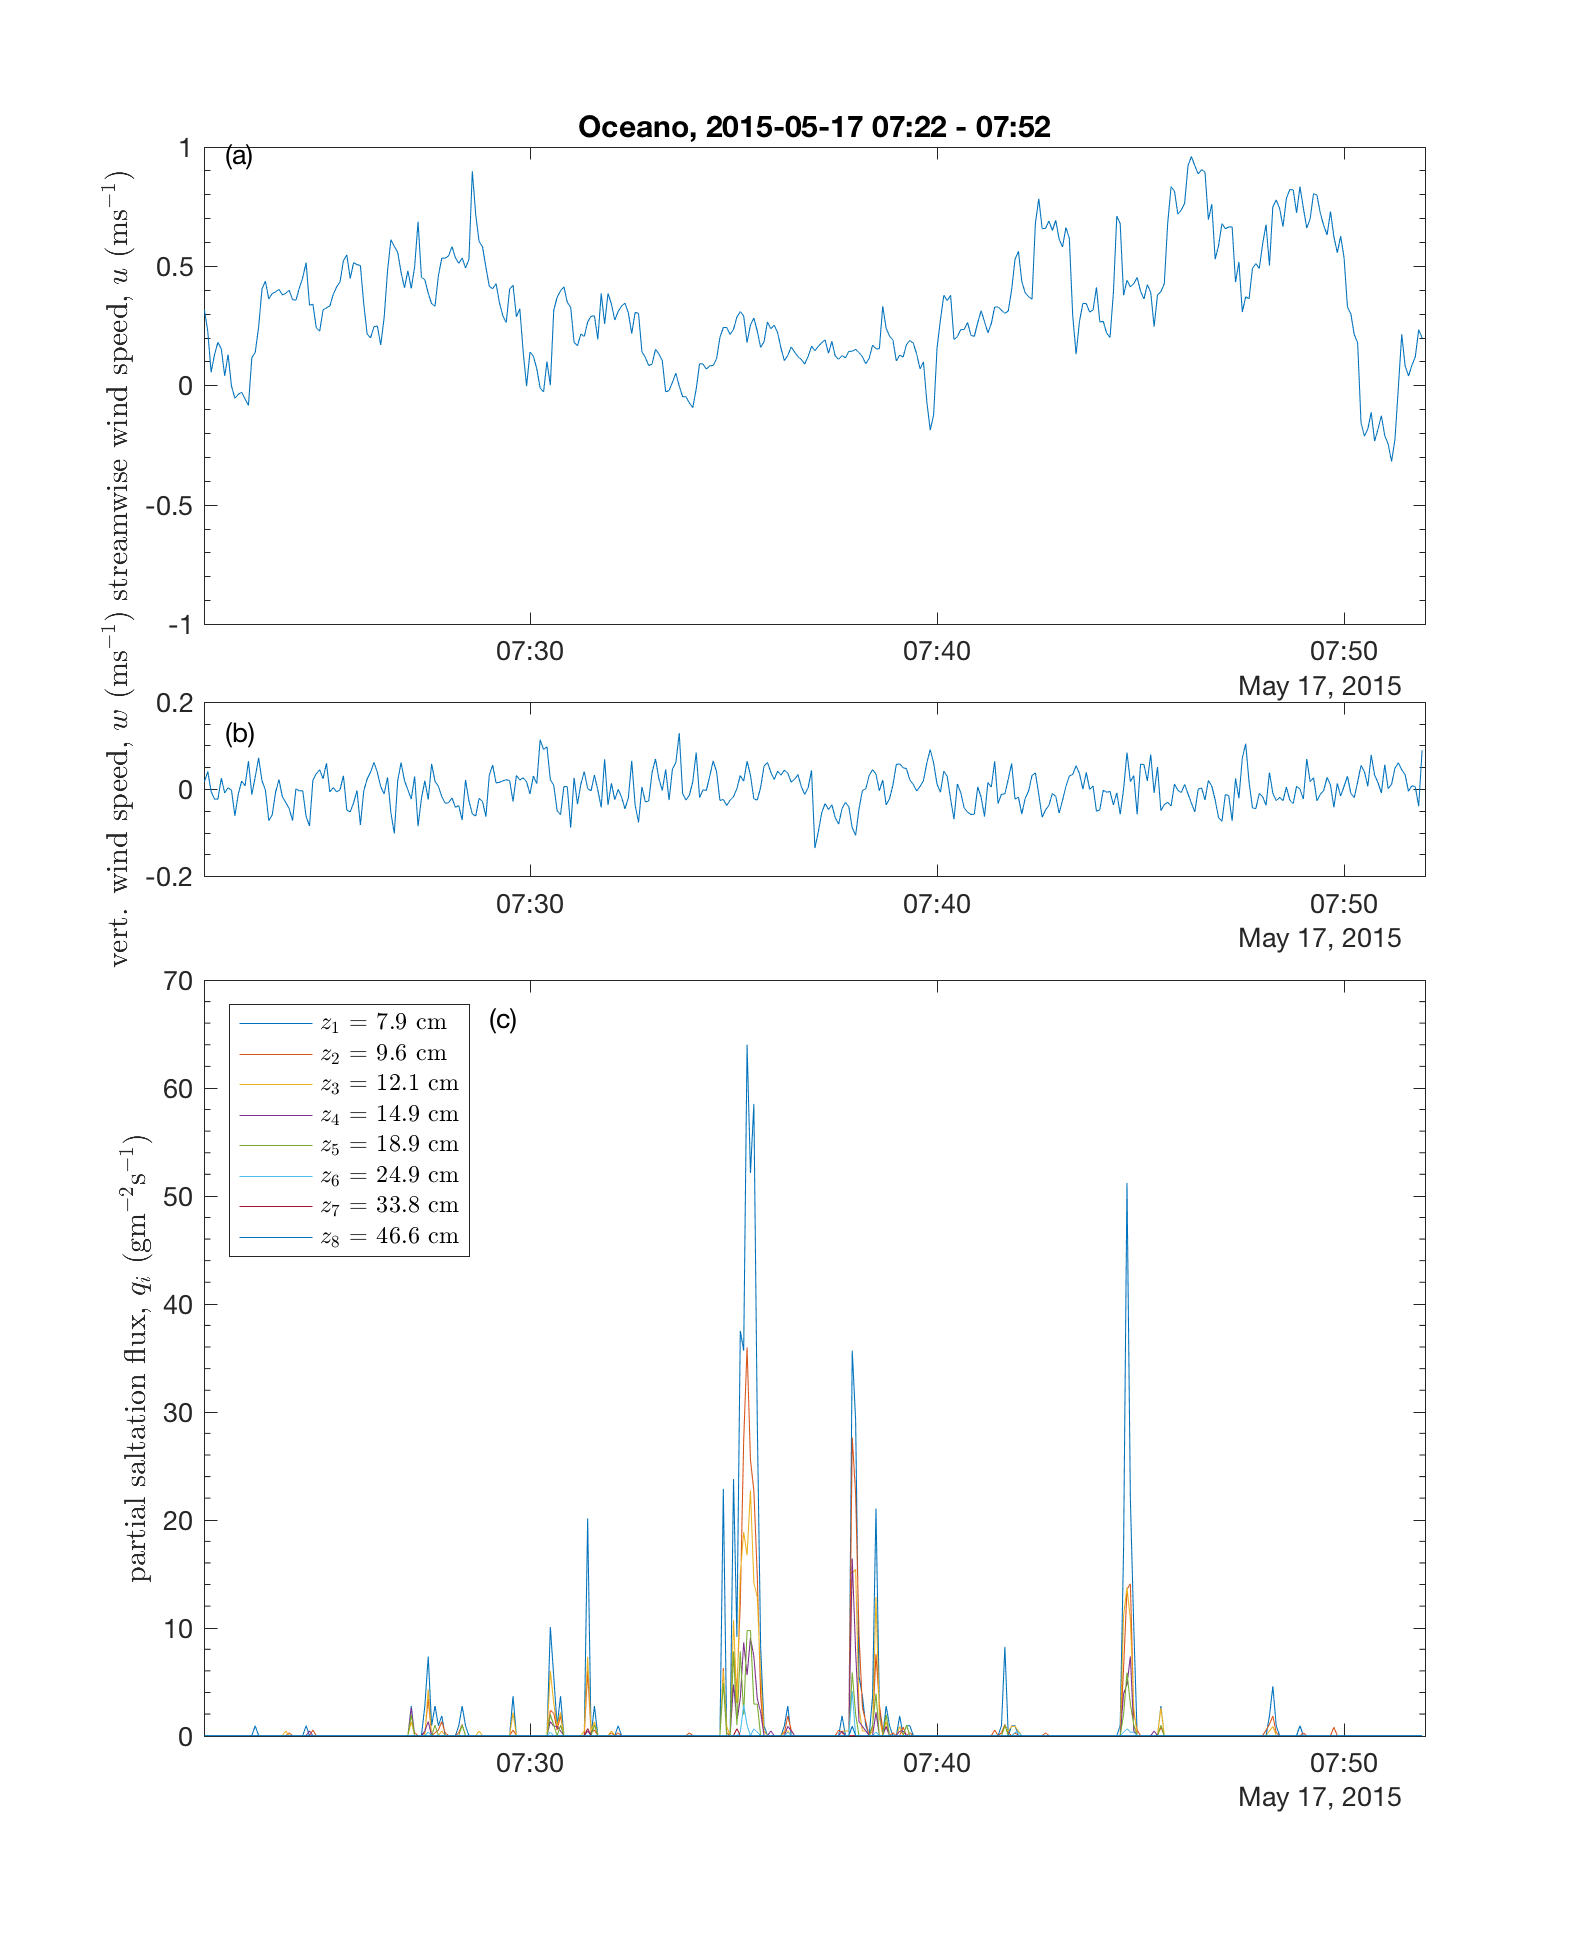 Oceano, 2015-05-17 07:22 - 07:52
(a)
streamwise wind speed, u (ms⁻¹)
1
0.5
0
-0.5
-1
07:30 07:40 07:50
May 17, 2015
(b)
vert. wind speed, w (ms⁻¹)
0.2
0
-0.2
07:30 07:40 07:50
May 17, 2015
(c)
partial saltation flux, qᵢ (gm⁻²s⁻¹)
70
60
50
40
30
20
10
0
z₁ = 7.9 cm
z₂ = 9.6 cm
z₃ = 12.1 cm
z₄ = 14.9 cm
z₅ = 18.9 cm
z₆ = 24.9 cm
z₇ = 33.8 cm
z₈ = 46.6 cm
07:30 07:40 07:50
May 17, 2015